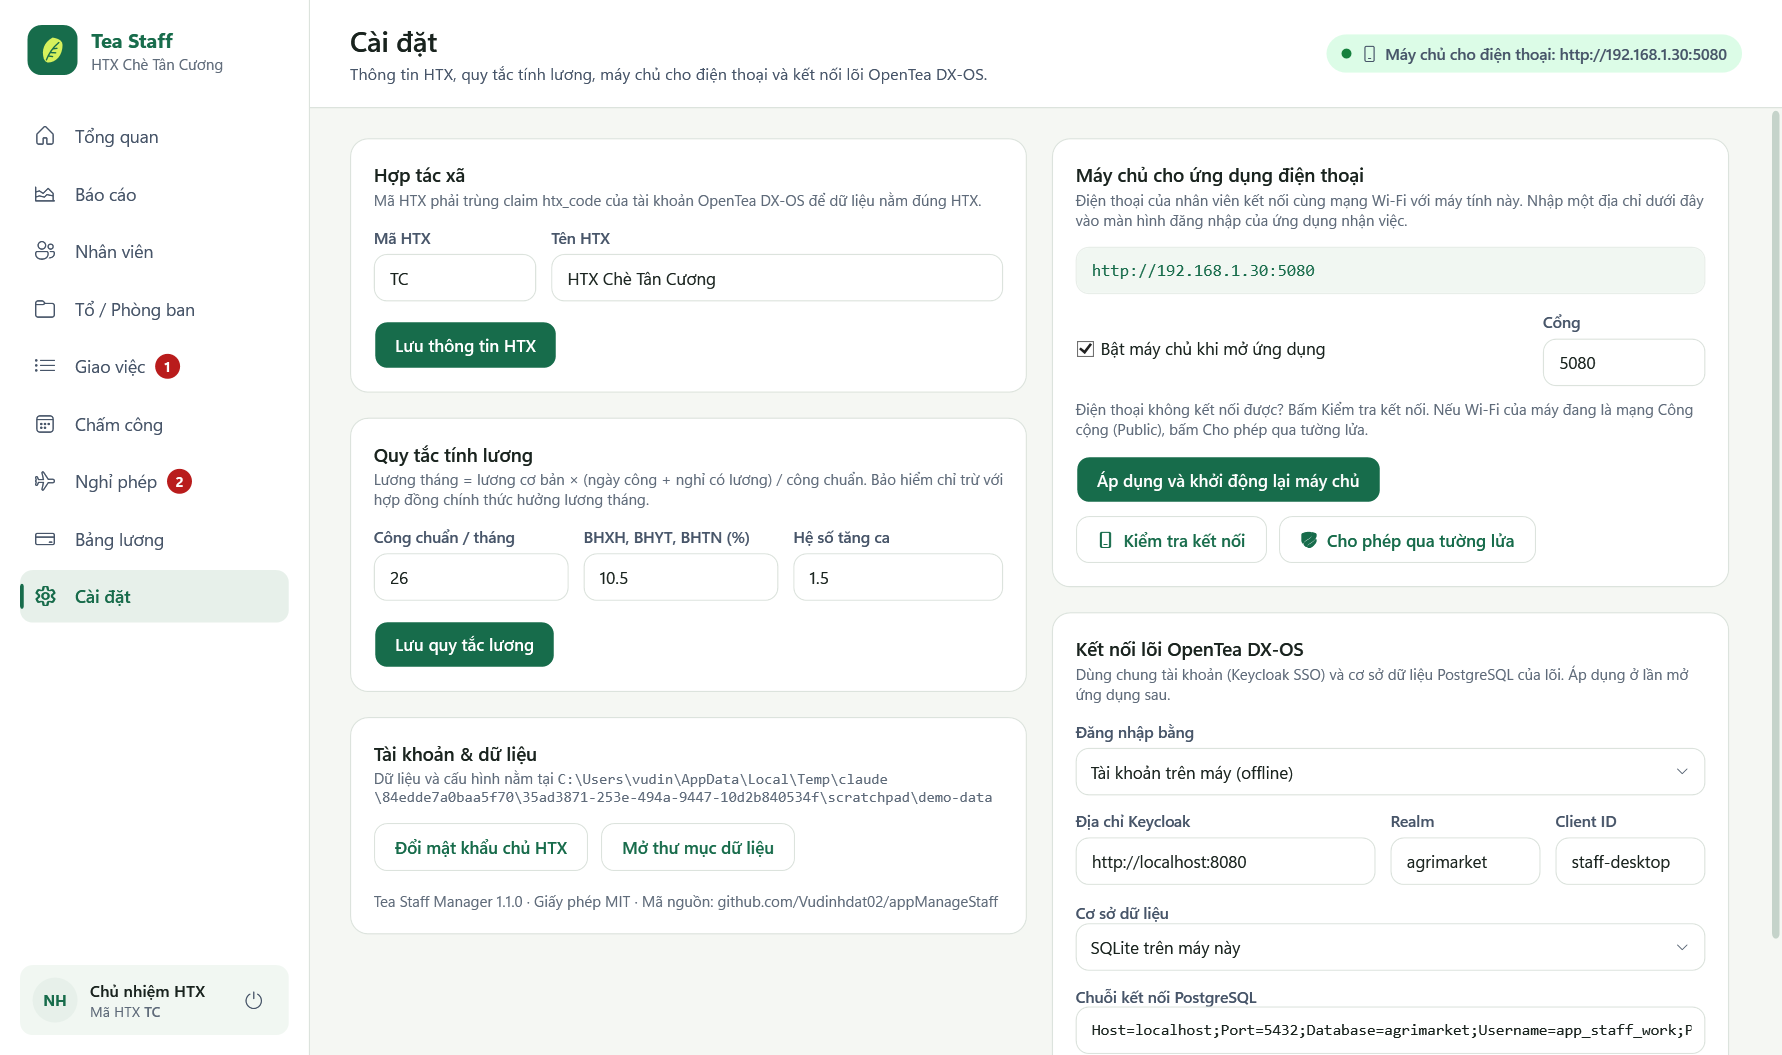 Tea Staff
HTX Chè Tân Cương
Tổng quan
Báo cáo
Nhân viên
Tổ / Phòng ban
Giao việc 1
Chấm công
Nghỉ phép 2
Bảng lương
Cài đặt
NH
Chủ nhiệm HTX
Mã HTX TC
Cài đặt
Thông tin HTX, quy tắc tính lương, máy chủ cho điện thoại và kết nối lõi OpenTea DX-OS.
Máy chủ cho điện thoại: http://192.168.1.30:5080
Hợp tác xã
Mã HTX phải trùng claim htx_code của tài khoản OpenTea DX-OS để dữ liệu nằm đúng HTX.
Mã HTX Tên HTX
TC HTX Chè Tân Cương
Lưu thông tin HTX
Quy tắc tính lương
Lương tháng = lương cơ bản × (ngày công + nghỉ có lương) / công chuẩn. Bảo hiểm chỉ trừ với
hợp đồng chính thức hưởng lương tháng.
Công chuẩn / tháng BHXH, BHYT, BHTN (%) Hệ số tăng ca
26 10.5 1.5
Lưu quy tắc lương
Tài khoản & dữ liệu
Dữ liệu và cấu hình nằm tại C:\Users\vudin\AppData\Local\Temp\claude
\84edde7a0baa5f70\35ad3871-253e-494a-9447-10d2b840534f\scratchpad\demo-data
Đổi mật khẩu chủ HTX Mở thư mục dữ liệu
Tea Staff Manager 1.1.0 · Giấy phép MIT · Mã nguồn: github.com/Vudinhdat02/appManageStaff
Máy chủ cho ứng dụng điện thoại
Điện thoại của nhân viên kết nối cùng mạng Wi-Fi với máy tính này. Nhập một địa chỉ dưới đây
vào màn hình đăng nhập của ứng dụng nhận việc.
http://192.168.1.30:5080
Cổng
Bật máy chủ khi mở ứng dụng 5080
Điện thoại không kết nối được? Bấm Kiểm tra kết nối. Nếu Wi-Fi của máy đang là mạng Công
cộng (Public), bấm Cho phép qua tường lửa.
Áp dụng và khởi động lại máy chủ
Kiểm tra kết nối Cho phép qua tường lửa
Kết nối lõi OpenTea DX-OS
Dùng chung tài khoản (Keycloak SSO) và cơ sở dữ liệu PostgreSQL của lõi. Áp dụng ở lần mở
ứng dụng sau.
Đăng nhập bằng
Tài khoản trên máy (offline)
Địa chỉ Keycloak Realm Client ID
http://localhost:8080 agrimarket staff-desktop
Cơ sở dữ liệu
SQLite trên máy này
Chuỗi kết nối PostgreSQL
Host=localhost;Port=5432;Database=agrimarket;Username=app_staff_work;P